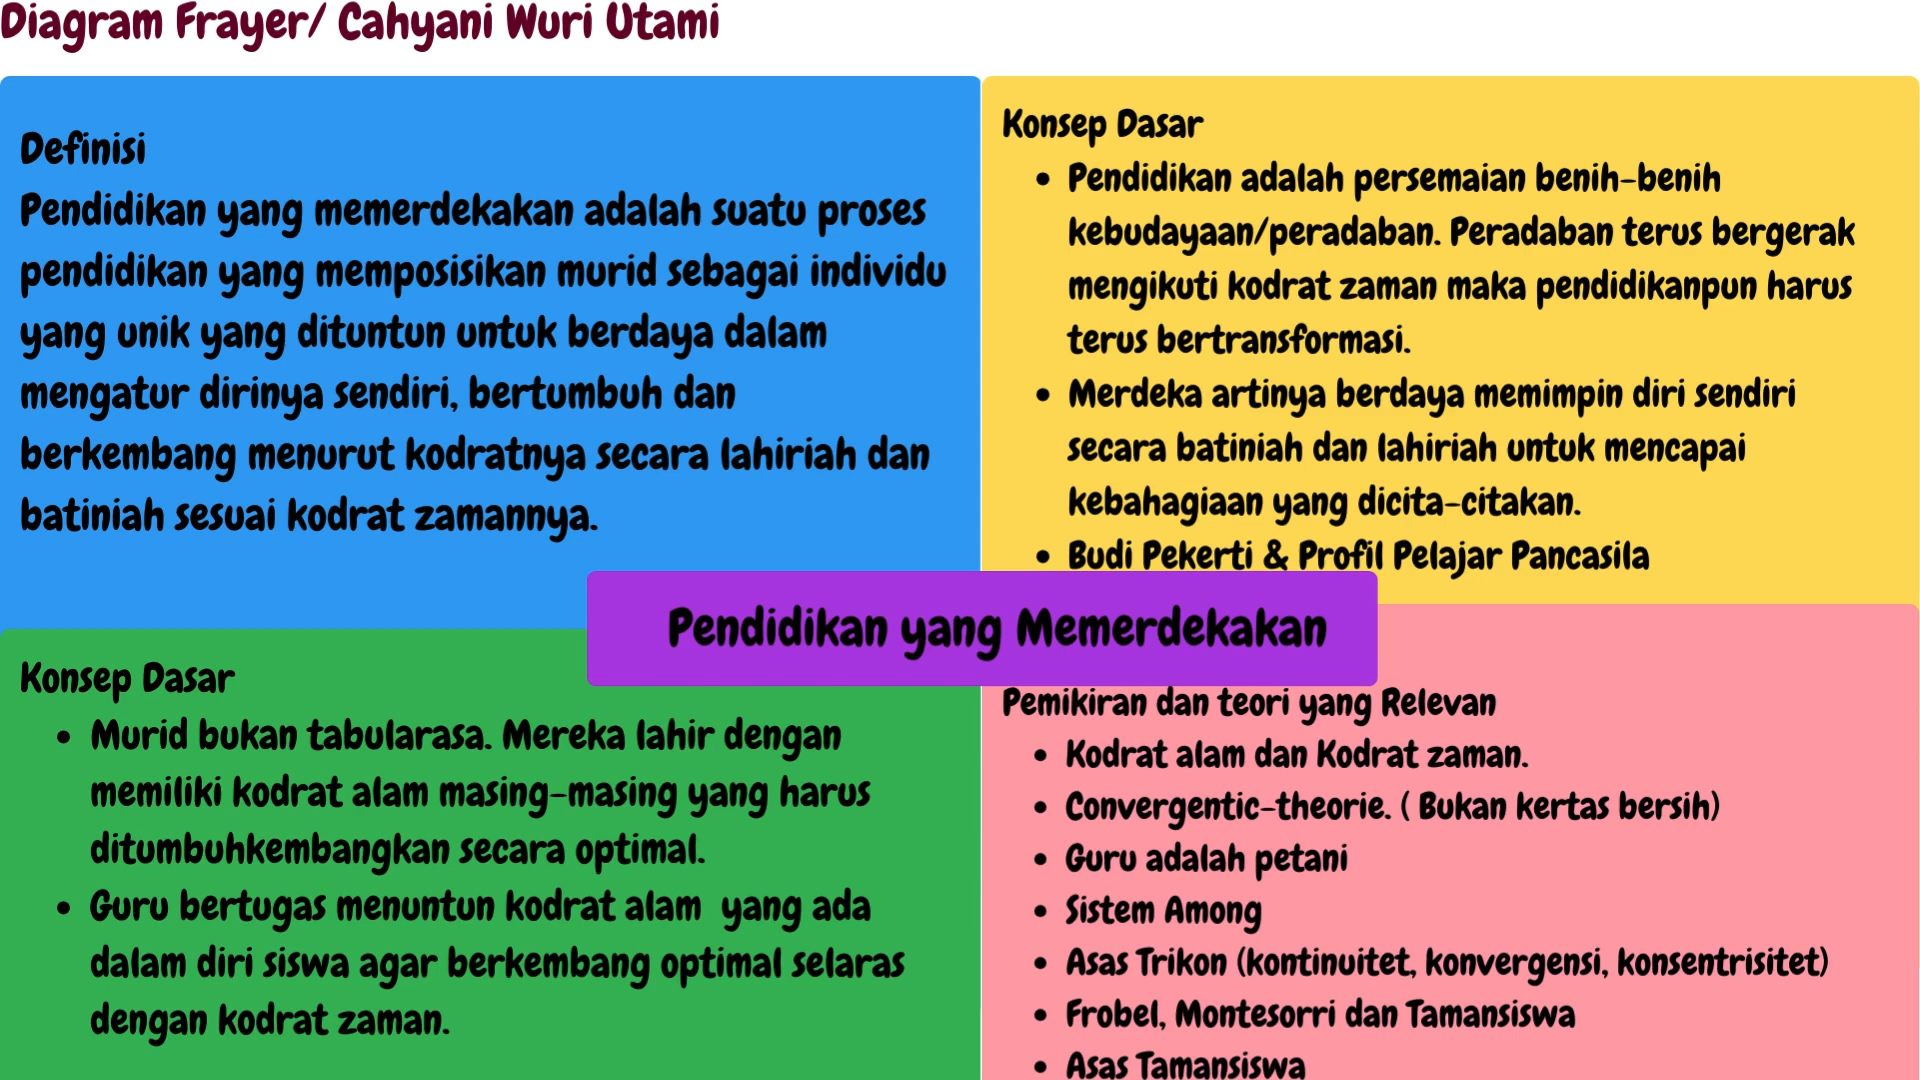 Diagram Frayer/ Cahyani Wuri Utami
Definisi
Pendidikan yang memerdekakan adalah suatu proses
pendidikan yang memposisikan murid sebagai individu
yang unik yang dituntun untuk berdaya dalam
mengatur dirinya sendiri, bertumbuh dan
berkembang menurut kodratnya secara lahiriah dan
batiniah sesuai kodrat zamannya.
Konsep Dasar
• Pendidikan adalah persemaian benih-benih
kebudayaan/peradaban. Peradaban terus bergerak
mengikuti kodrat zaman maka pendidikanpun harus
terus bertransformasi.
• Merdeka artinya berdaya memimpin diri sendiri
secara batiniah dan lahiriah untuk mencapai
kebahagiaan yang dicita-citakan.
• Budi Pekerti & Profil Pelajar Pancasila
Pendidikan yang Memerdekakan
Konsep Dasar
• Murid bukan tabularasa. Mereka lahir dengan
memiliki kodrat alam masing-masing yang harus
ditumbuhkembangkan secara optimal.
• Guru bertugas menuntun kodrat alam  yang ada
dalam diri siswa agar berkembang optimal selaras
dengan kodrat zaman.
Pemikiran dan teori yang Relevan
• Kodrat alam dan Kodrat zaman.
• Convergentic-theorie. ( Bukan kertas bersih)
• Guru adalah petani
• Sistem Among
• Asas Trikon (kontinuitet, konvergensi, konsentrisitet)
• Frobel, Montesorri dan Tamansiswa
• Asas Tamansiswa